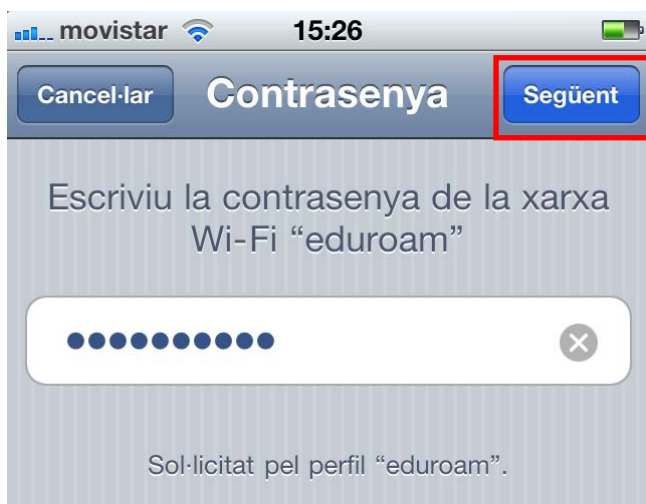 movistar 15:26
Cancel·lar Contrasenya Següent
Escriviu la contrasenya de la xarxa
Wi-Fi “eduroam”
••••••••••
Sol·licitat pel perfil “eduroam”.